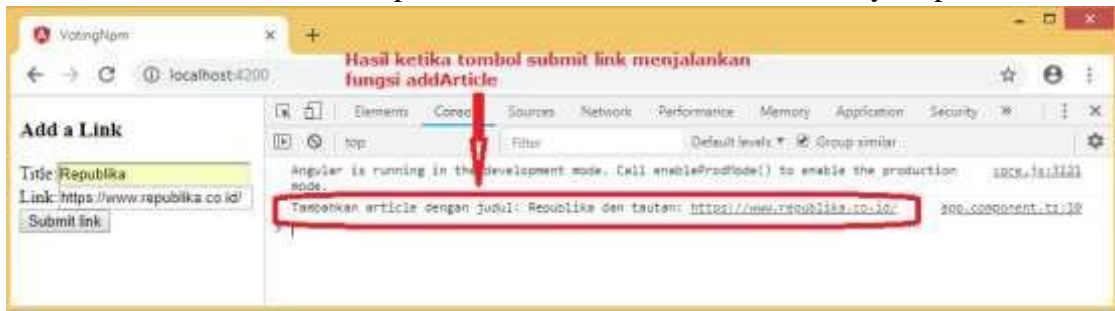 VotingNpm
localhost:4200
Hasil ketika tombol submit link menjalankan
fungsi addArticle
Elements Console Sources Network Performance Memory Application Security
top Filter Default levels Group similar
Add a Link
Title: Republika
Link: https://www.republika.co.id/
Submit link
Angular is running in the development mode. Call enableProdMode() to enable the production
mode.
core.js:3121
Tambahkan article dengan judul: Republika dan tautan: https://www.republika.co.id/
app.component.ts:10